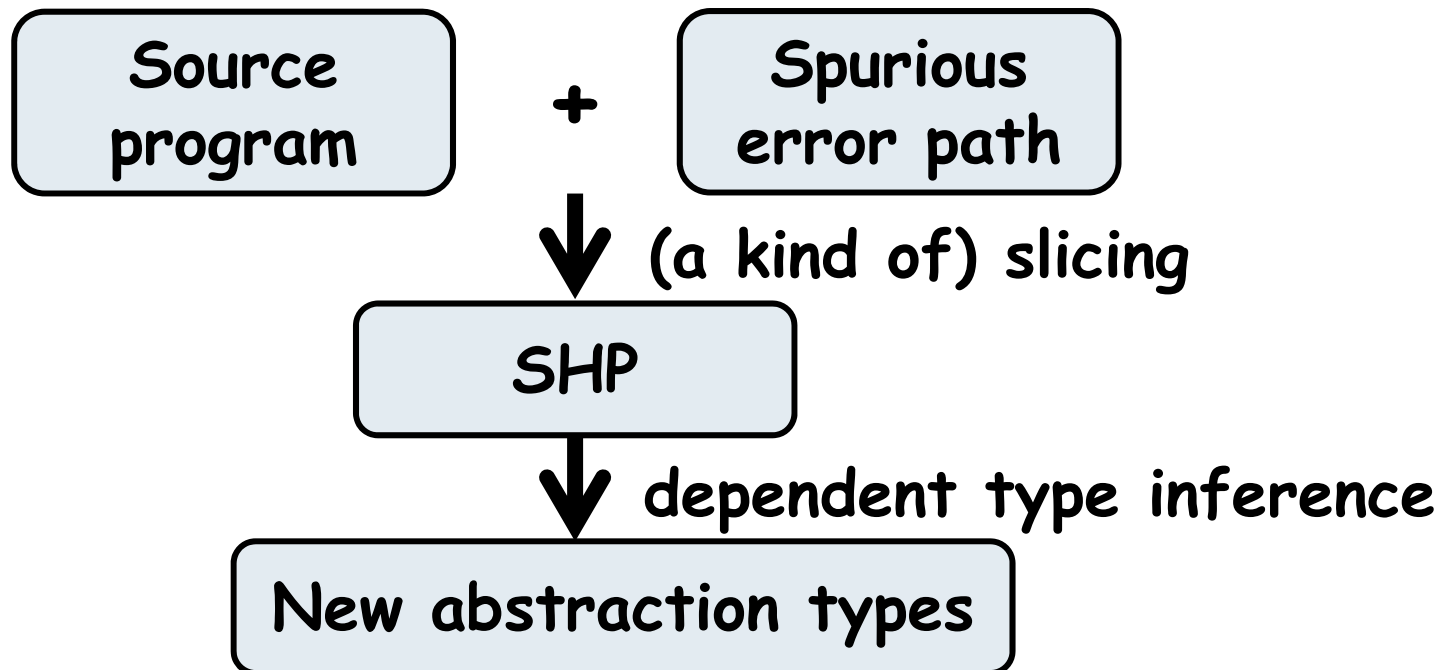 Source
program
+
Spurious
error path
(a kind of) slicing
SHP
dependent type inference
New abstraction types